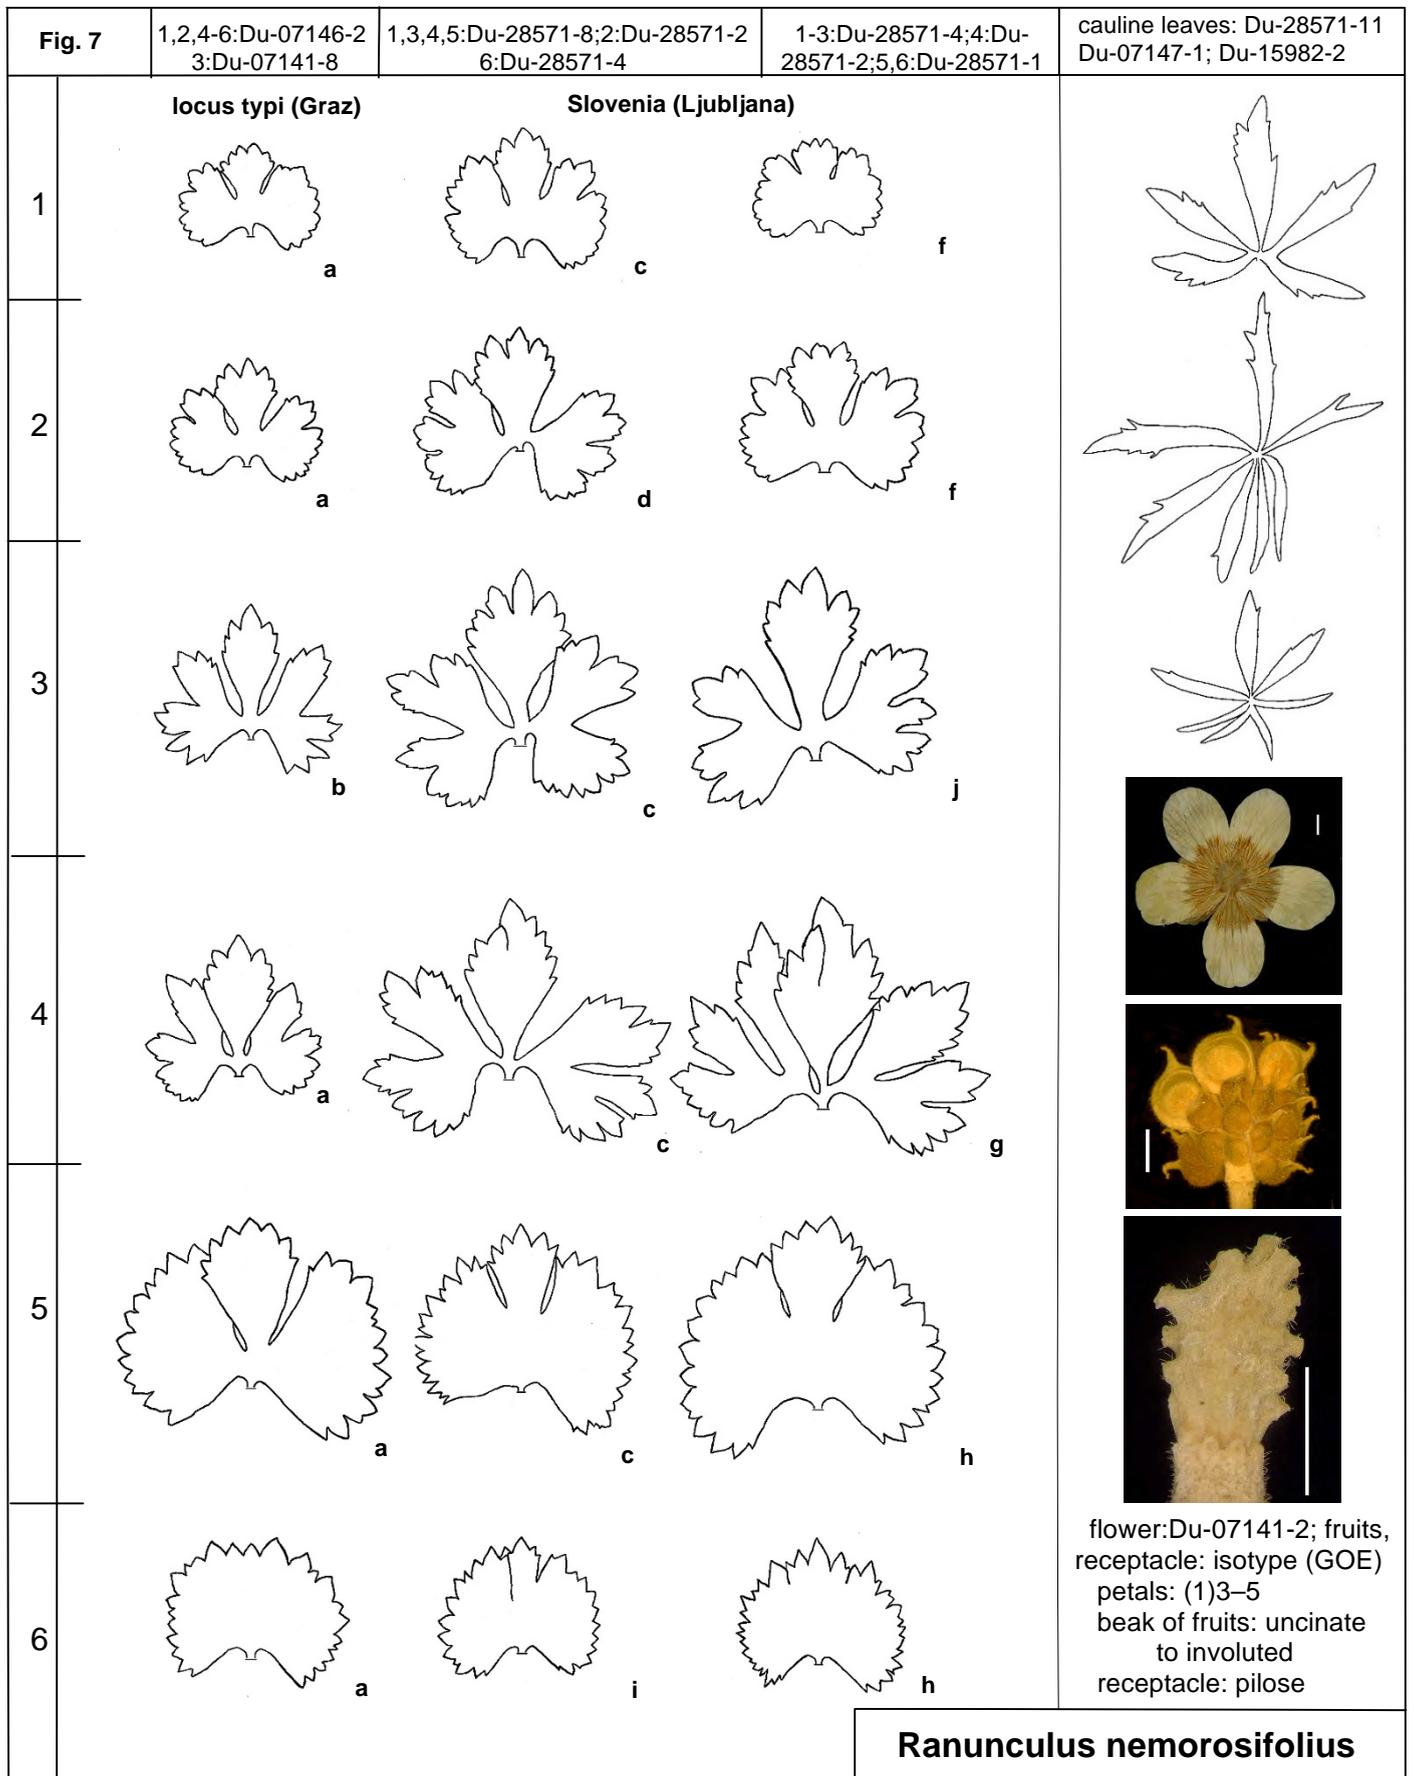 Fig. 7
1,2,4-6:Du-07146-2
3:Du-07141-8
1,3,4,5:Du-28571-8;2:Du-28571-2
6:Du-28571-4
1-3:Du-28571-4;4:Du-
28571-2;5,6:Du-28571-1
cauline leaves: Du-28571-11
Du-07147-1; Du-15982-2
locus typi (Graz)
Slovenia (Ljubljana)
1
a
c
f
2
a
d
f
3
b
c
j
4
a
c
g
5
a
c
h
6
a
i
h
flower:Du-07141-2; fruits,
receptacle: isotype (GOE)
petals: (1)3–5
beak of fruits: uncinate
to involuted
receptacle: pilose
Ranunculus nemorosifolius